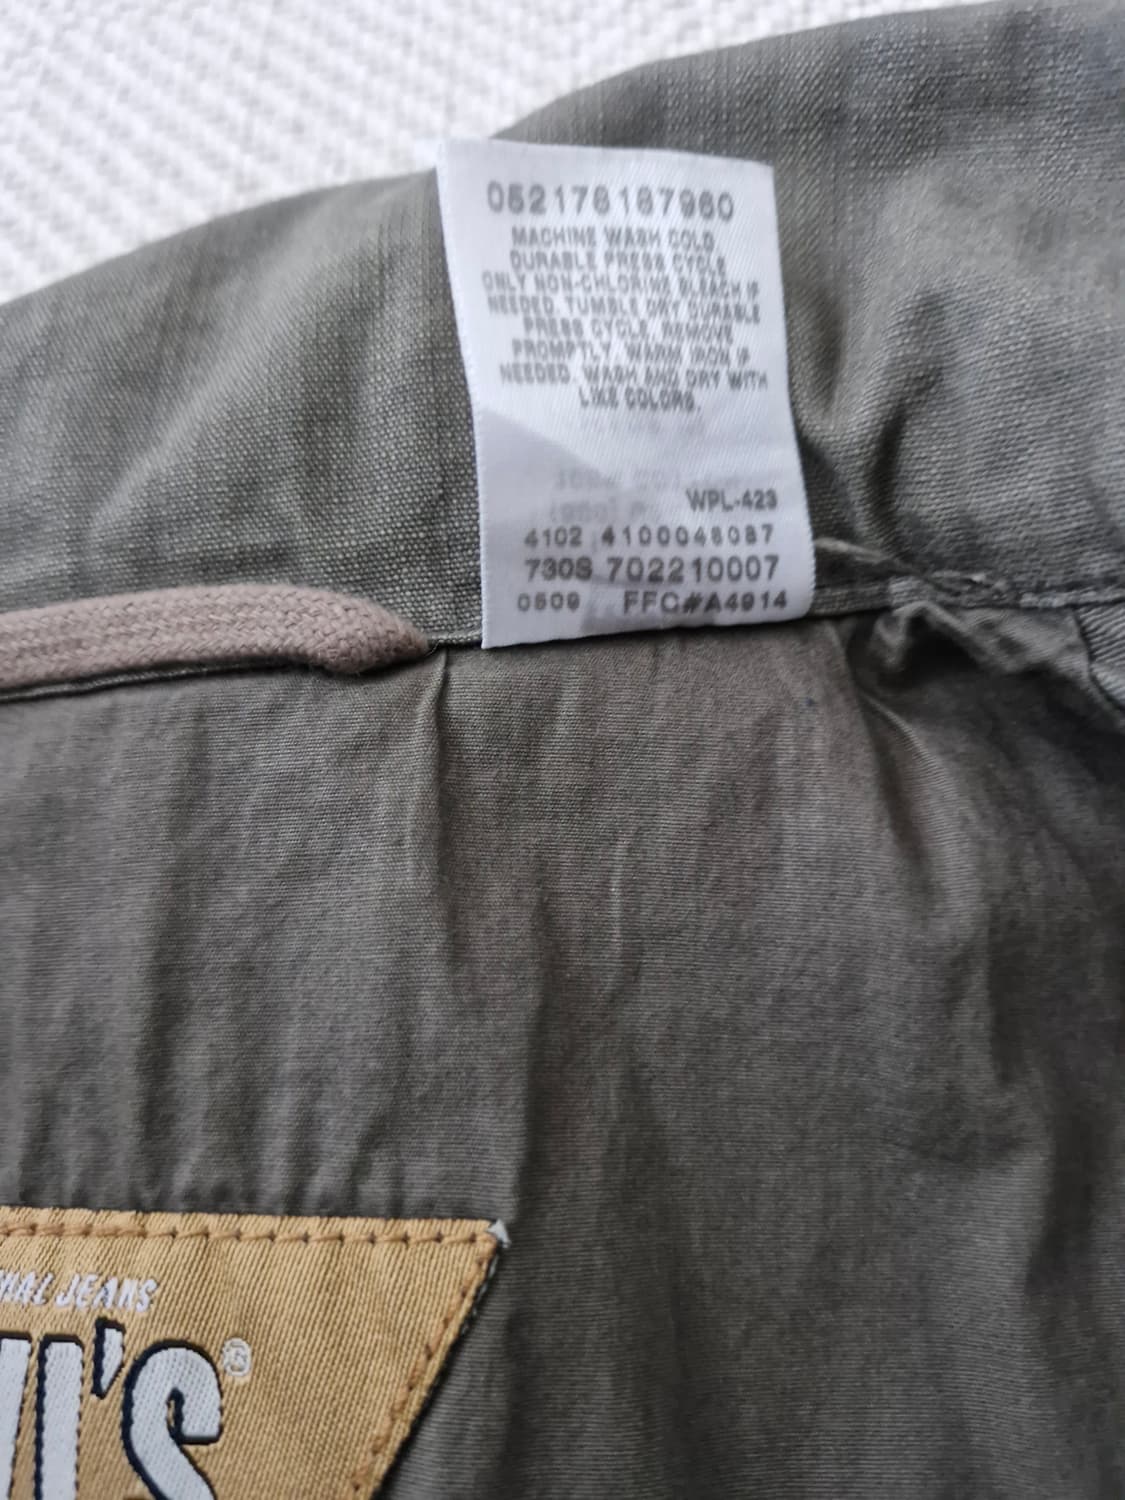 052178187960
MACHINE WASH COLD,
DURABLE PRESS CYCLE
ONLY NON-CHLORINE BLEACH IF
NEEDED. TUMBLE DRY DURABLE
PRESS CYCLE. REMOVE
PROMPTLY. WARM IRON IF
NEEDED. WASH AND DRY WITH
LIKE COLORS.
WPL-423
4102 4100048087
730S 702210007
0509 FFC#A4914
JEANS
'S®